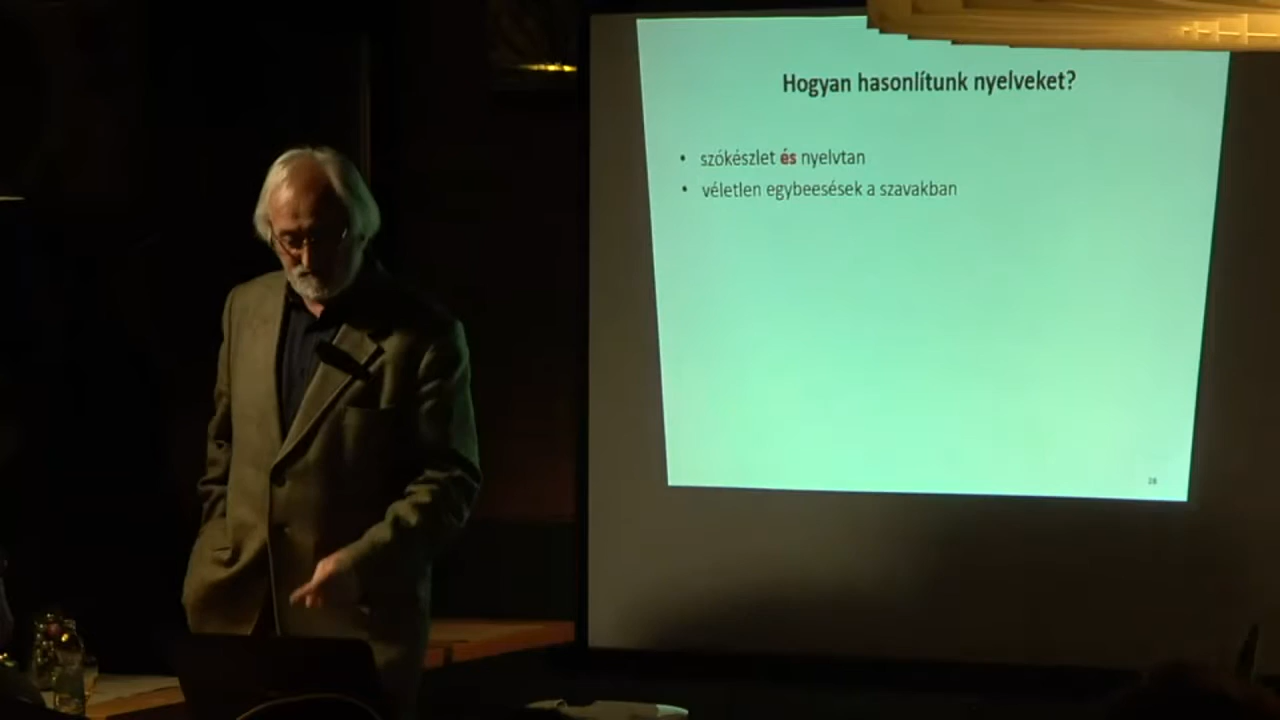 Hogyan hasonlítunk nyelveket?
• szókészlet és nyelvtan
• véletlen egybeesések a szavakban
28